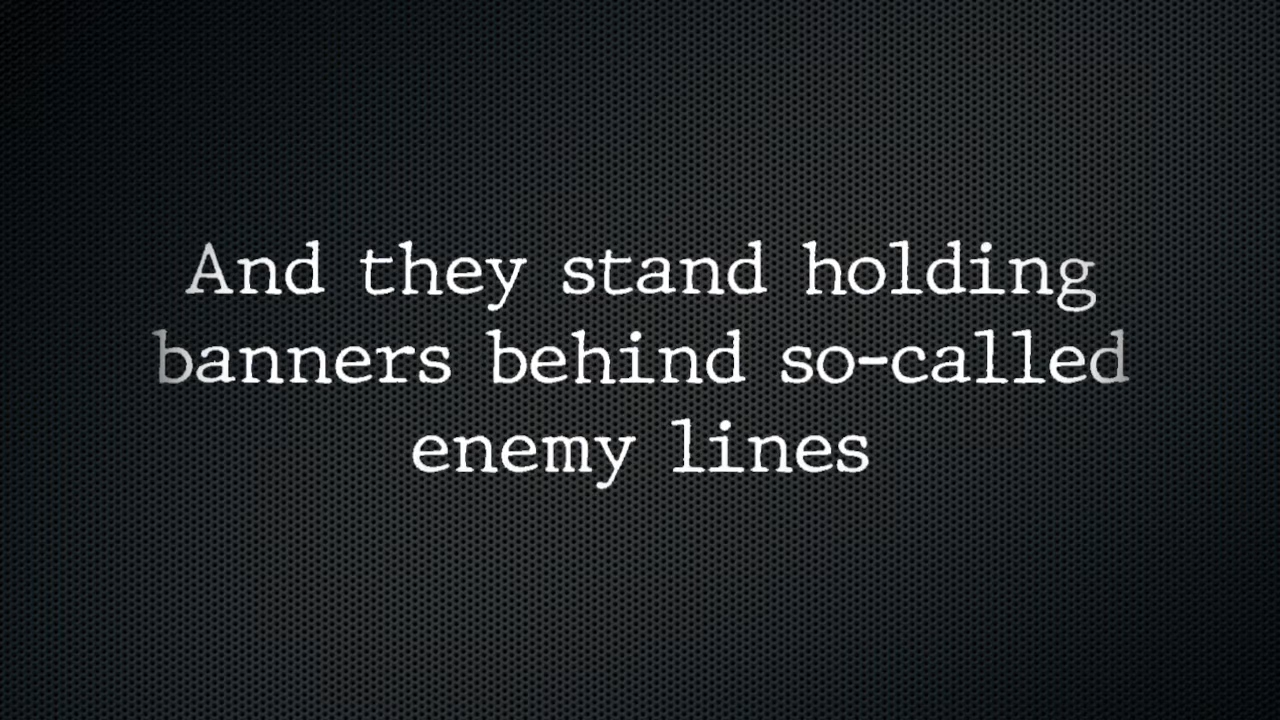 And they stand holding
banners behind so-called
enemy lines